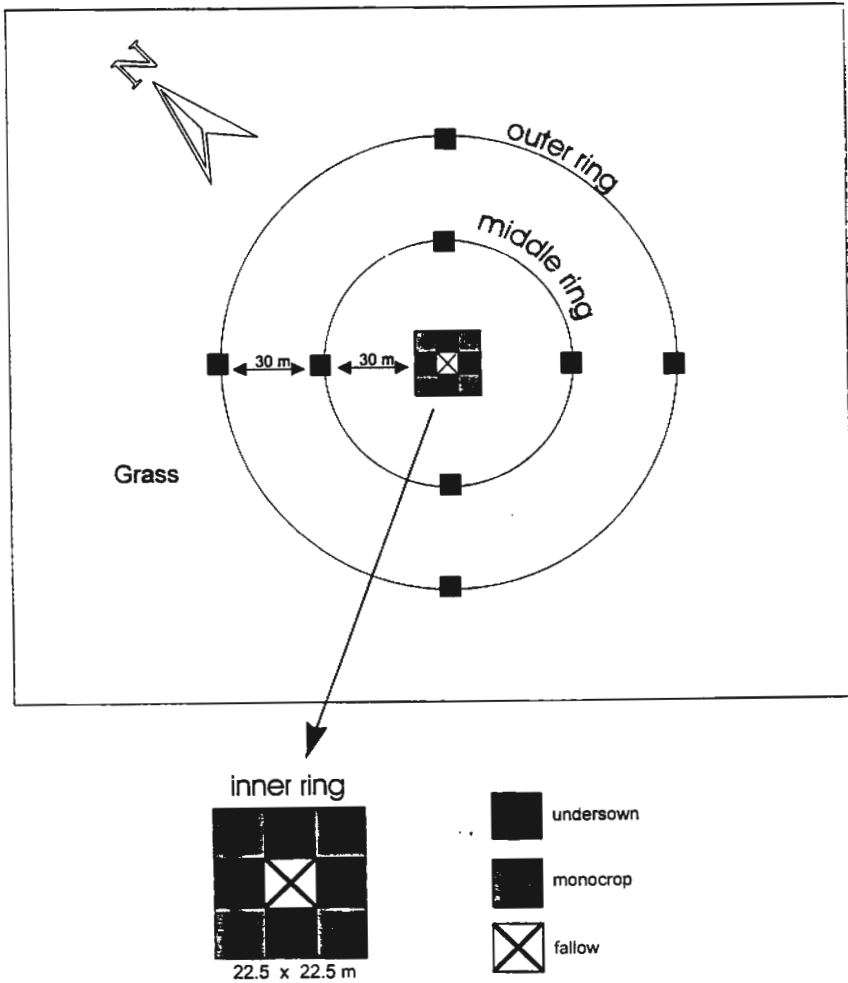 N
outer ring
middle ring
30 m
30 m
Grass
inner ring
undersown
monocrop
fallow
22.5 x 22.5 m